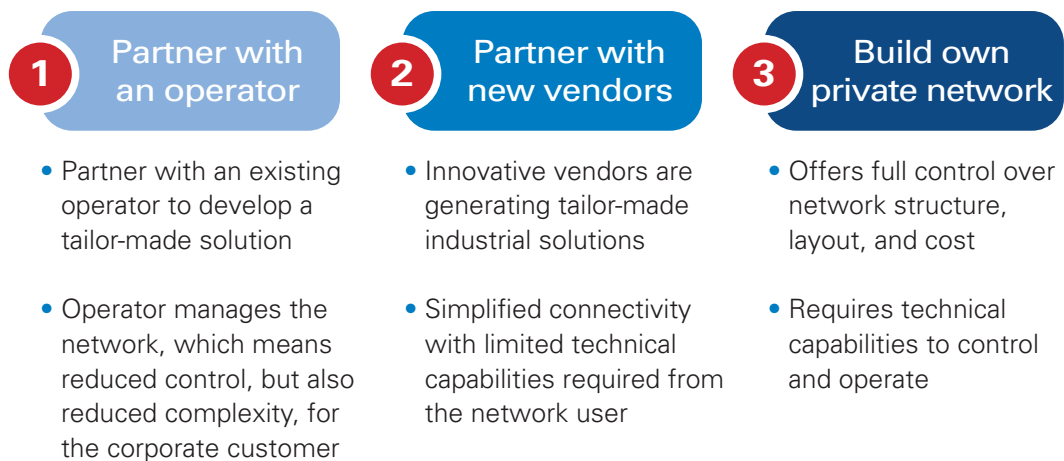 1
Partner with
an operator
• Partner with an existing
operator to develop a
tailor-made solution
• Operator manages the
network, which means
reduced control, but also
reduced complexity, for
the corporate customer
2
Partner with
new vendors
• Innovative vendors are
generating tailor-made
industrial solutions
• Simplified connectivity
with limited technical
capabilities required from
the network user
3
Build own
private network
• Offers full control over
network structure,
layout, and cost
• Requires technical
capabilities to control
and operate